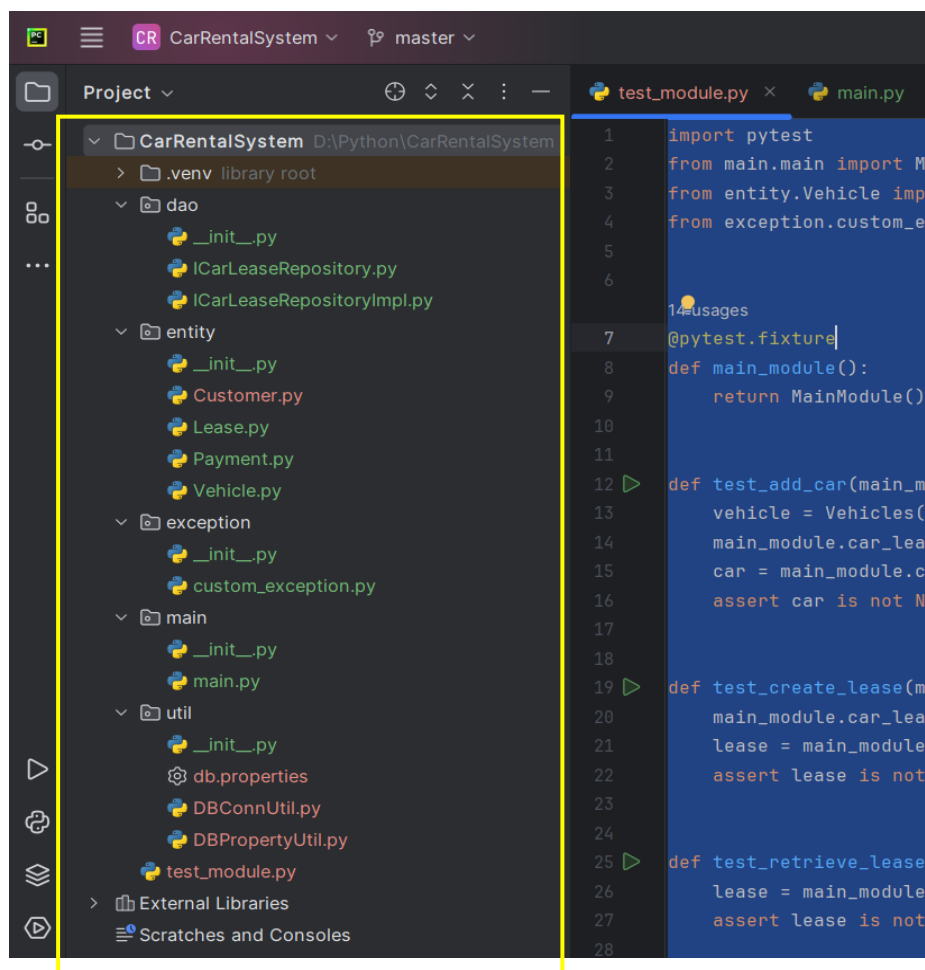 PC
CR CarRentalSystem master
Project
test_module.py × main.py
CarRentalSystem D:\Python\CarRentalSystem
.venv library root
dao
__init__.py
ICarLeaseRepository.py
ICarLeaseRepositoryImpl.py
entity
__init__.py
Customer.py
Lease.py
Payment.py
Vehicle.py
exception
__init__.py
custom_exception.py
main
__init__.py
main.py
util
__init__.py
db.properties
DBConnUtil.py
DBPropertyUtil.py
test_module.py
External Libraries
Scratches and Consoles
1 import pytest
2 from main.main import M
3 from entity.Vehicle imp
4 from exception.custom_e
5
6
14 usages
7 @pytest.fixture
8 def main_module():
9 return MainModule()
10
11
12 def test_add_car(main_m
13 vehicle = Vehicles(
14 main_module.car_lea
15 car = main_module.c
16 assert car is not N
17
18
19 def test_create_lease(m
20 main_module.car_lea
21 lease = main_module
22 assert lease is not
23
24
25 def test_retrieve_lease
26 lease = main_module
27 assert lease is not
28